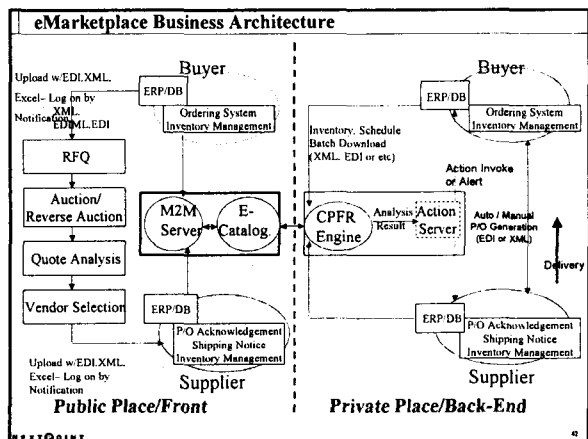 eMarketplace Business Architecture
Upload w/EDI.XML.
Excel– Log on by
Notification
XML.
EDIML,EDI
RFQ
Auction/
Reverse Auction
Quote Analysis
Vendor Selection
Upload w/EDI.XML.
Excel– Log on by
Notification
Buyer
ERP/DB
Ordering System
Inventory Management
M2M
Server
E-
Catalog
ERP/DB
P/O Acknowledgement
Shipping Notice
Inventory Management
Supplier
Public Place/Front
Buyer
ERP/DB
Ordering System
Inventory Management
Inventory, Schedule
Batch Download
(XML. EDI or etc)
Action Invoke
or Alert
CPFR
Engine
Analysis
Result
Action
Server
Auto / Manual
P/O Generation
(EDI or XML)
Delivery
ERP/DB
P/O Acknowledgement
Shipping Notice
Inventory Management
Supplier
Private Place/Back-End